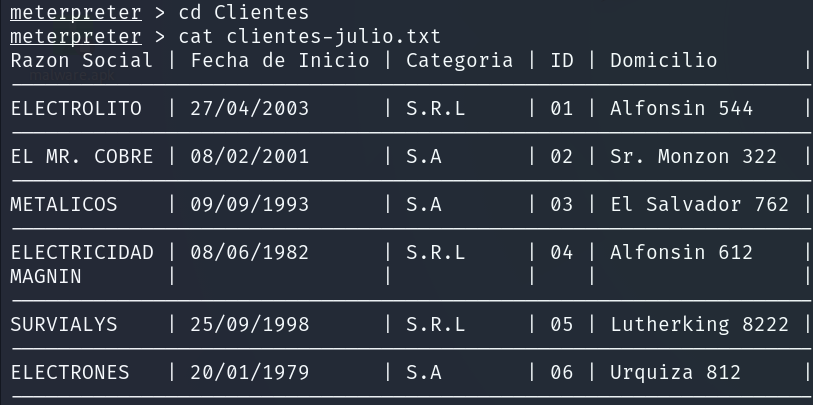 meterpreter > cd Clientes
meterpreter > cat clientes-julio.txt
Razon Social | Fecha de Inicio | Categoria | ID | Domicilio |
ELECTROLITO | 27/04/2003 | S.R.L | 01 | Alfonsin 544 |
EL MR. COBRE | 08/02/2001 | S.A | 02 | Sr. Monzon 322 |
METALICOS | 09/09/1993 | S.A | 03 | El Salvador 762 |
ELECTRICIDAD | 08/06/1982 | S.R.L | 04 | Alfonsin 612 |
MAGNIN | | | | |
SURVIALYS | 25/09/1998 | S.R.L | 05 | Lutherking 8222 |
ELECTRONES | 20/01/1979 | S.A | 06 | Urquiza 812 |